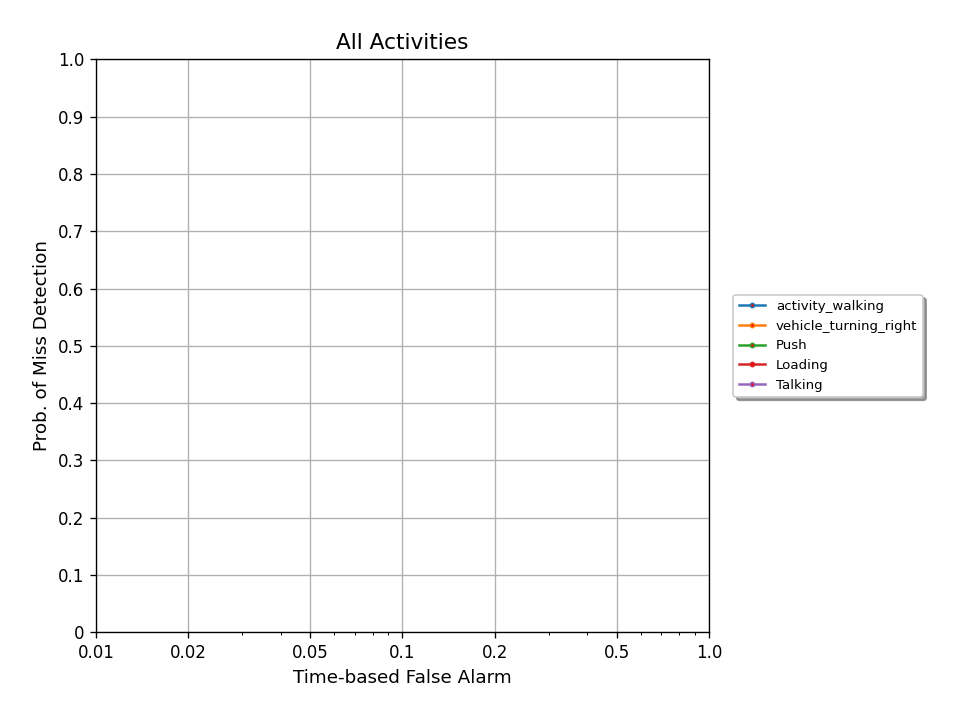 All Activities
1.0
0.9
0.8
0.7
0.6
0.5
0.4
0.3
0.2
0.1
0
Prob. of Miss Detection
0.01 0.02 0.05 0.1 0.2 0.5 1.0
Time-based False Alarm
activity_walking
vehicle_turning_right
Push
Loading
Talking